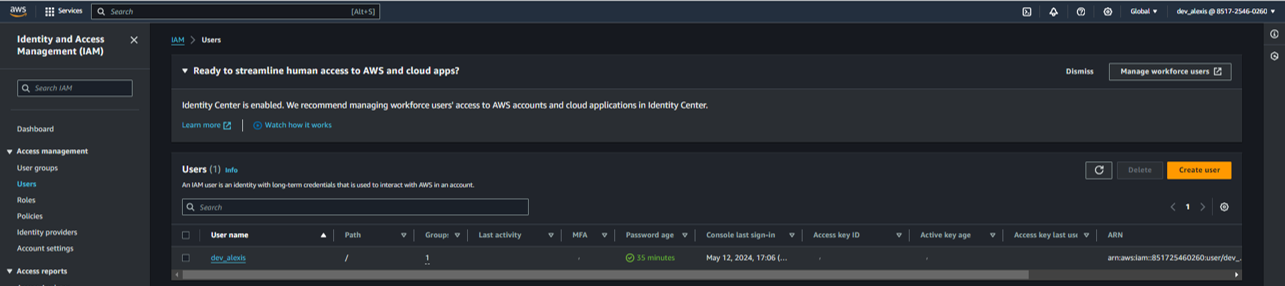 aws Services Search [Alt+S] Global dev_alexis @ 8517-2546-0260
Identity and Access
Management (IAM)
Search IAM
Dashboard
Access management
User groups
Users
Roles
Policies
Identity providers
Account settings
Access reports
IAM > Users
Ready to streamline human access to AWS and cloud apps? Dismiss Manage workforce users
Identity Center is enabled. We recommend managing workforce users' access to AWS accounts and cloud applications in Identity Center.
Learn more Watch how it works
Users (1) Info Delete Create user
An IAM user is an identity with long-term credentials that is used to interact with AWS in an account.
Search 1
User name Path Group: Last activity MFA Password age Console last sign-in Access key ID Active key age Access key last us ARN
dev_alexis / 1 - - 35 minutes May 12, 2024, 17:06 (... - - - arn:aws:iam::851725460260:user/dev_...